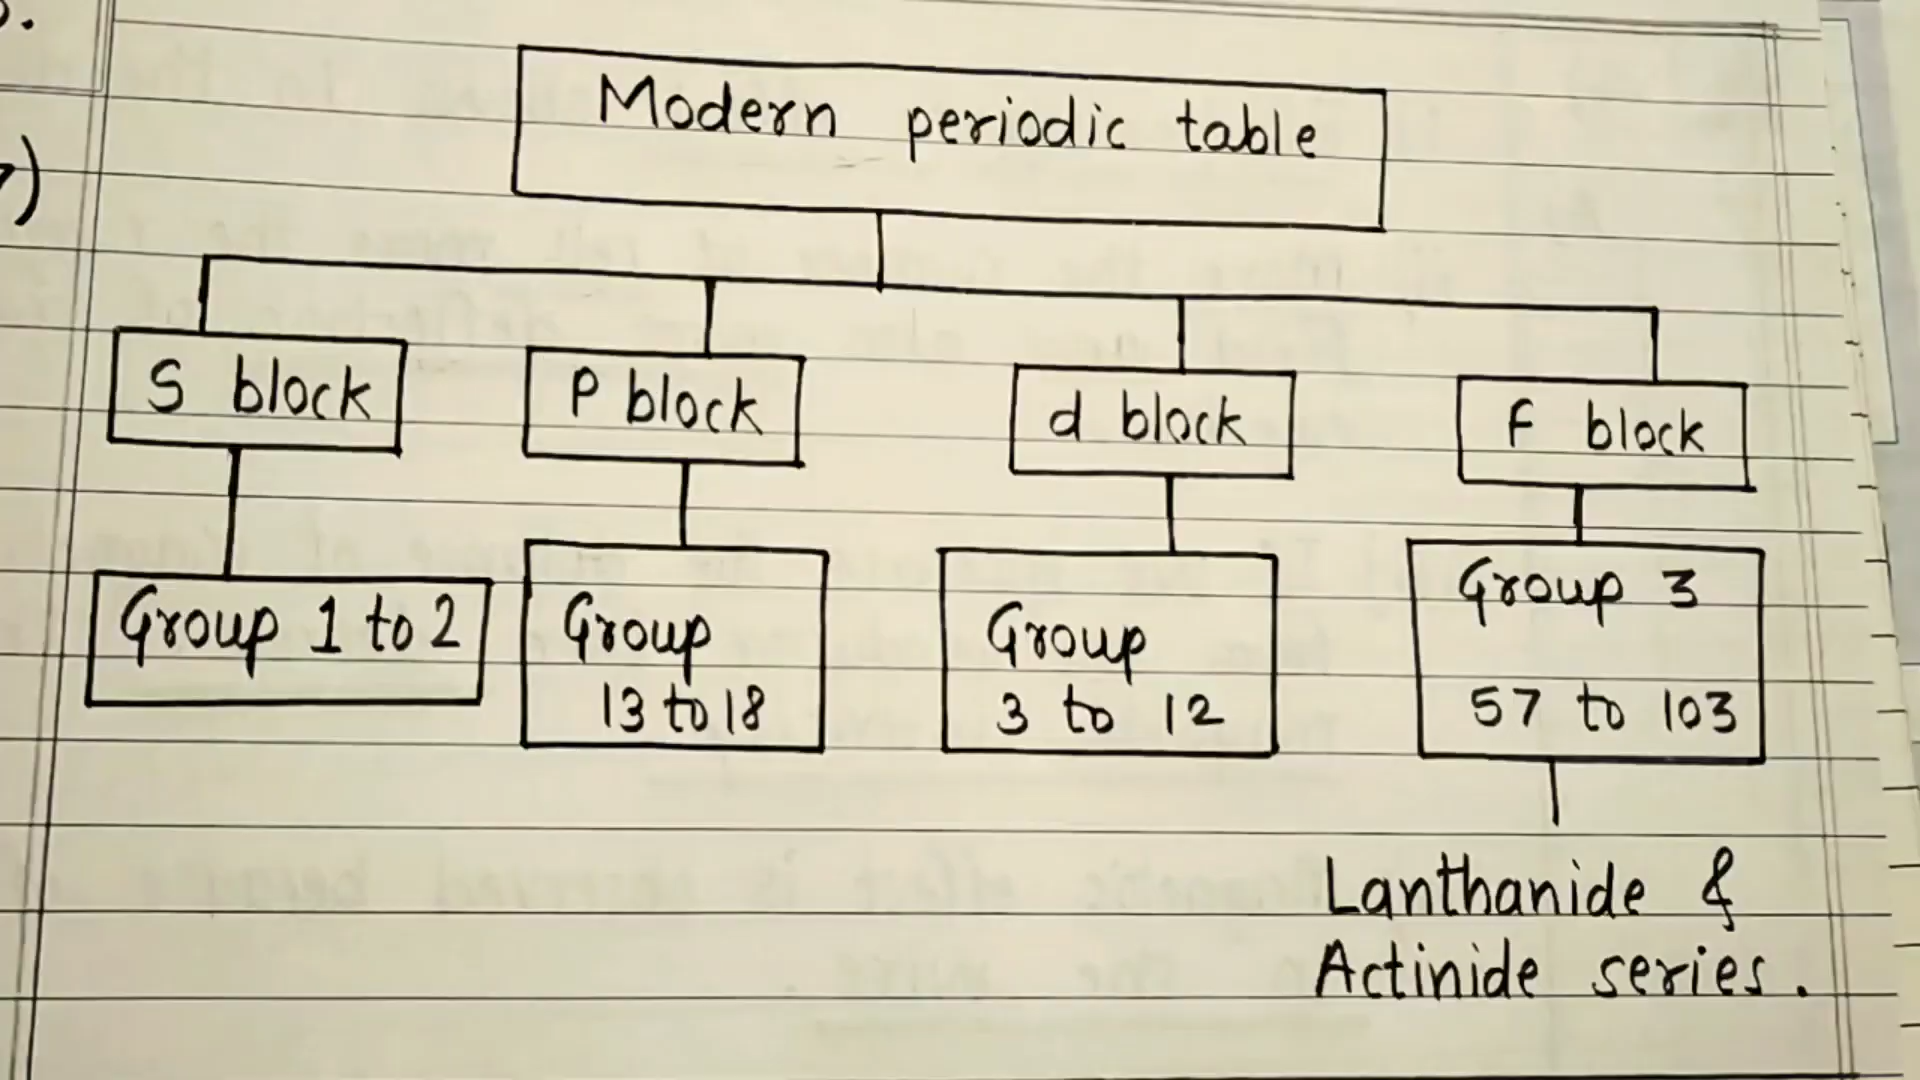 Modern periodic table
S block
P block
d block
f block
Group 1 to 2
Group
13 to 18
Group
3 to 12
Group 3
57 to 103
Lanthanide &
Actinide series.